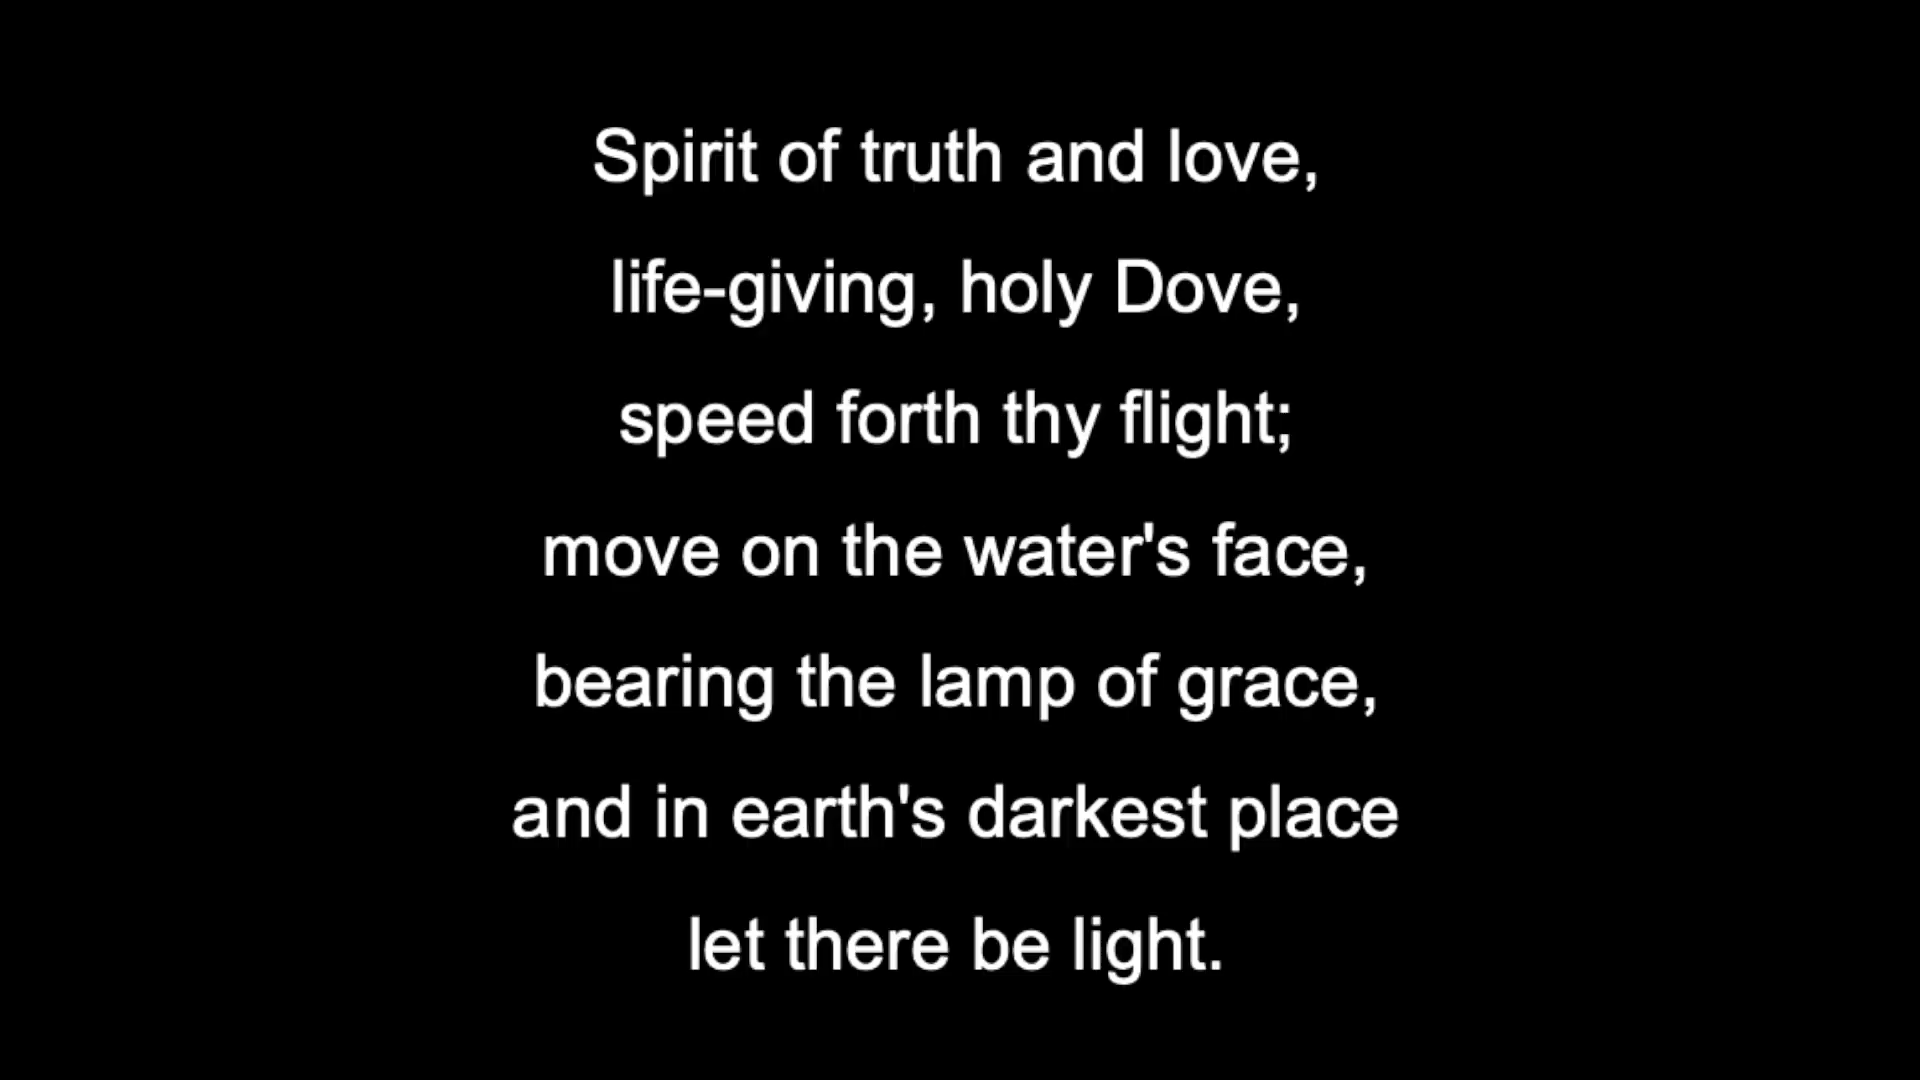 Spirit of truth and love,
life-giving, holy Dove,
speed forth thy flight;
move on the water's face,
bearing the lamp of grace,
and in earth's darkest place
let there be light.